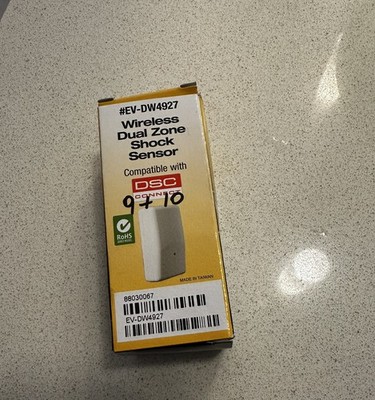 #EV-DW4927
Wireless
Dual Zone
Shock
Sensor
Compatible with
DSC
CONNECT
9 + 10
RoHS
MADE IN TAIWAN
88030067
EV-DW4927